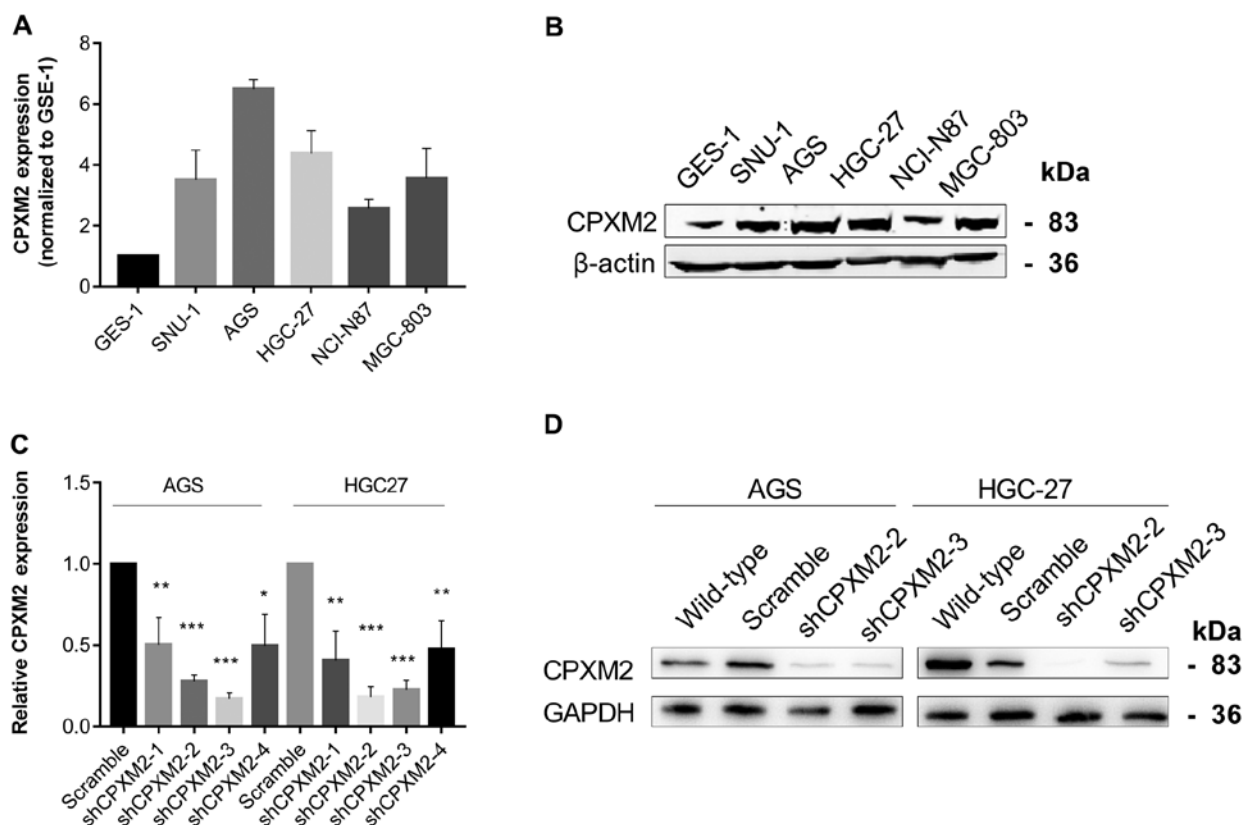 A
CPXM2 expression
(normalized to GSE-1)
8
6
4
2
0
GES-1
SNU-1
AGS
HGC-27
NCI-N87
MGC-803
B
GES-1
SNU-1
AGS
HGC-27
NCI-N87
MGC-803
kDa
CPXM2
- 83
β-actin
- 36
C
Relative CPXM2 expression
1.5
1.0
0.5
0.0
AGS
HGC27
**
***
***
*
**
***
***
**
Scramble
shCPXM2-1
shCPXM2-2
shCPXM2-3
shCPXM2-4
Scramble
shCPXM2-1
shCPXM2-2
shCPXM2-3
shCPXM2-4
D
AGS
HGC-27
Wild-type
Scramble
shCPXM2-2
shCPXM2-3
Wild-type
Scramble
shCPXM2-2
shCPXM2-3
kDa
CPXM2
- 83
GAPDH
- 36